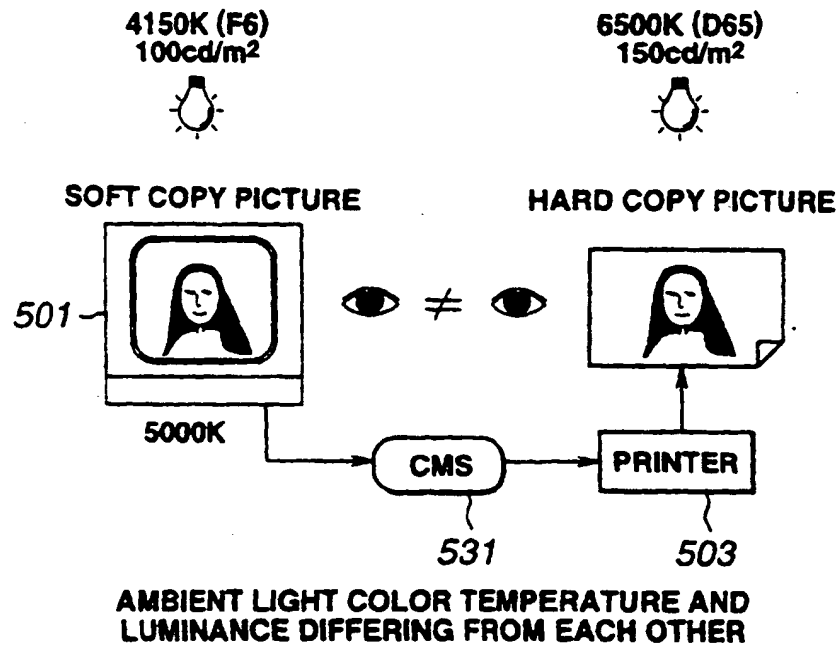 4150K (F6)
100cd/m2
6500K (D65)
150cd/m2
SOFT COPY PICTURE
HARD COPY PICTURE
501
≠
5000K
CMS
PRINTER
531
503
AMBIENT LIGHT COLOR TEMPERATURE AND
LUMINANCE DIFFERING FROM EACH OTHER